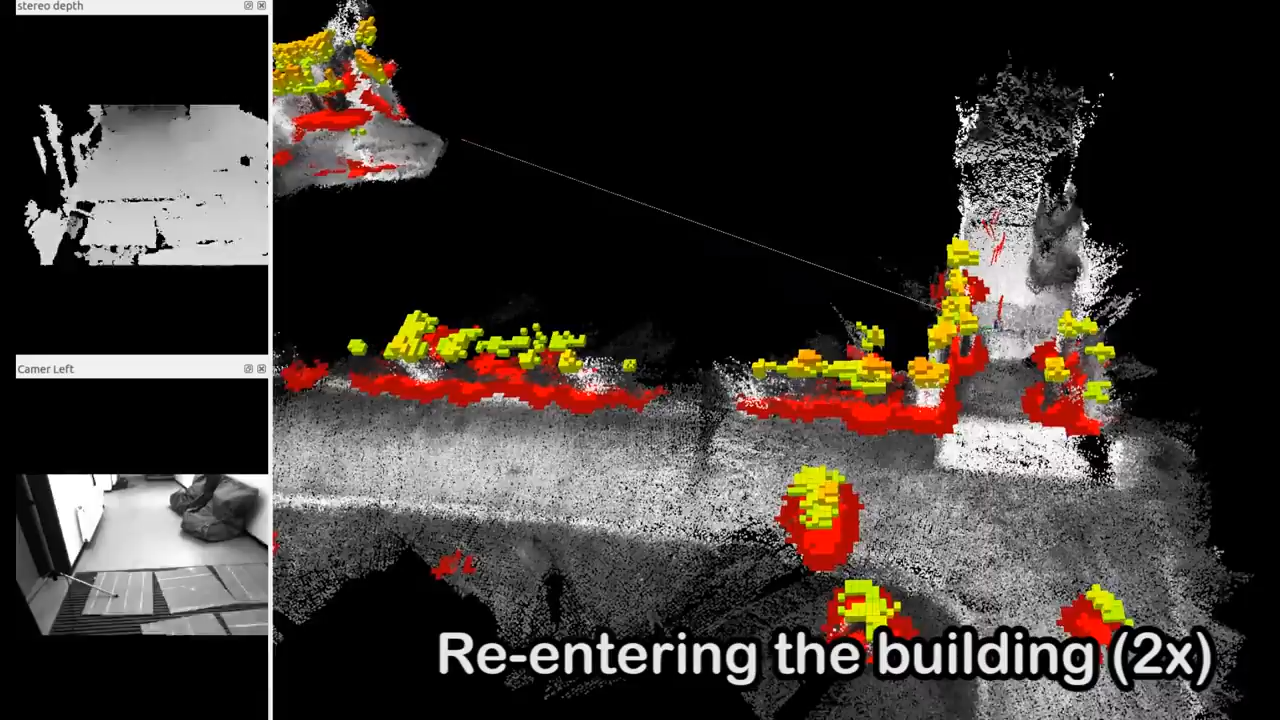 stereo depth
Camer Left
Re-entering the building (2x)